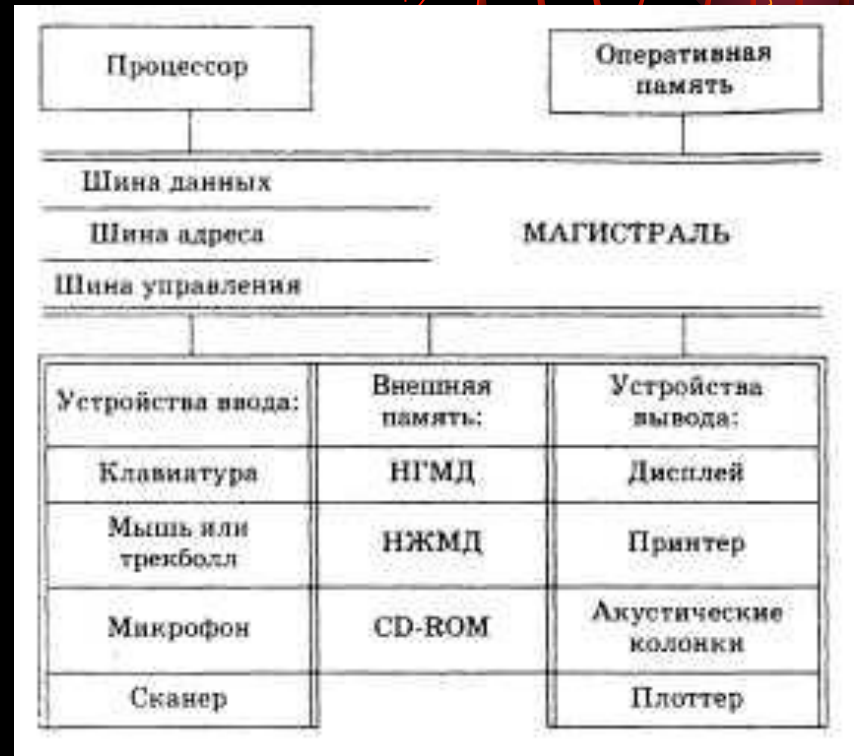 Процессор
Оперативная
память
Шина данных
Шина адреса
МАГИСТРАЛЬ
Шина управления
Устройства ввода:
Внешняя
память:
Устройства
вывода:
Клавиатура
НГМД
Дисплей
Мышь или
трекболл
НЖМД
Принтер
Микрофон
CD-ROM
Акустические
колонки
Сканер
Плоттер